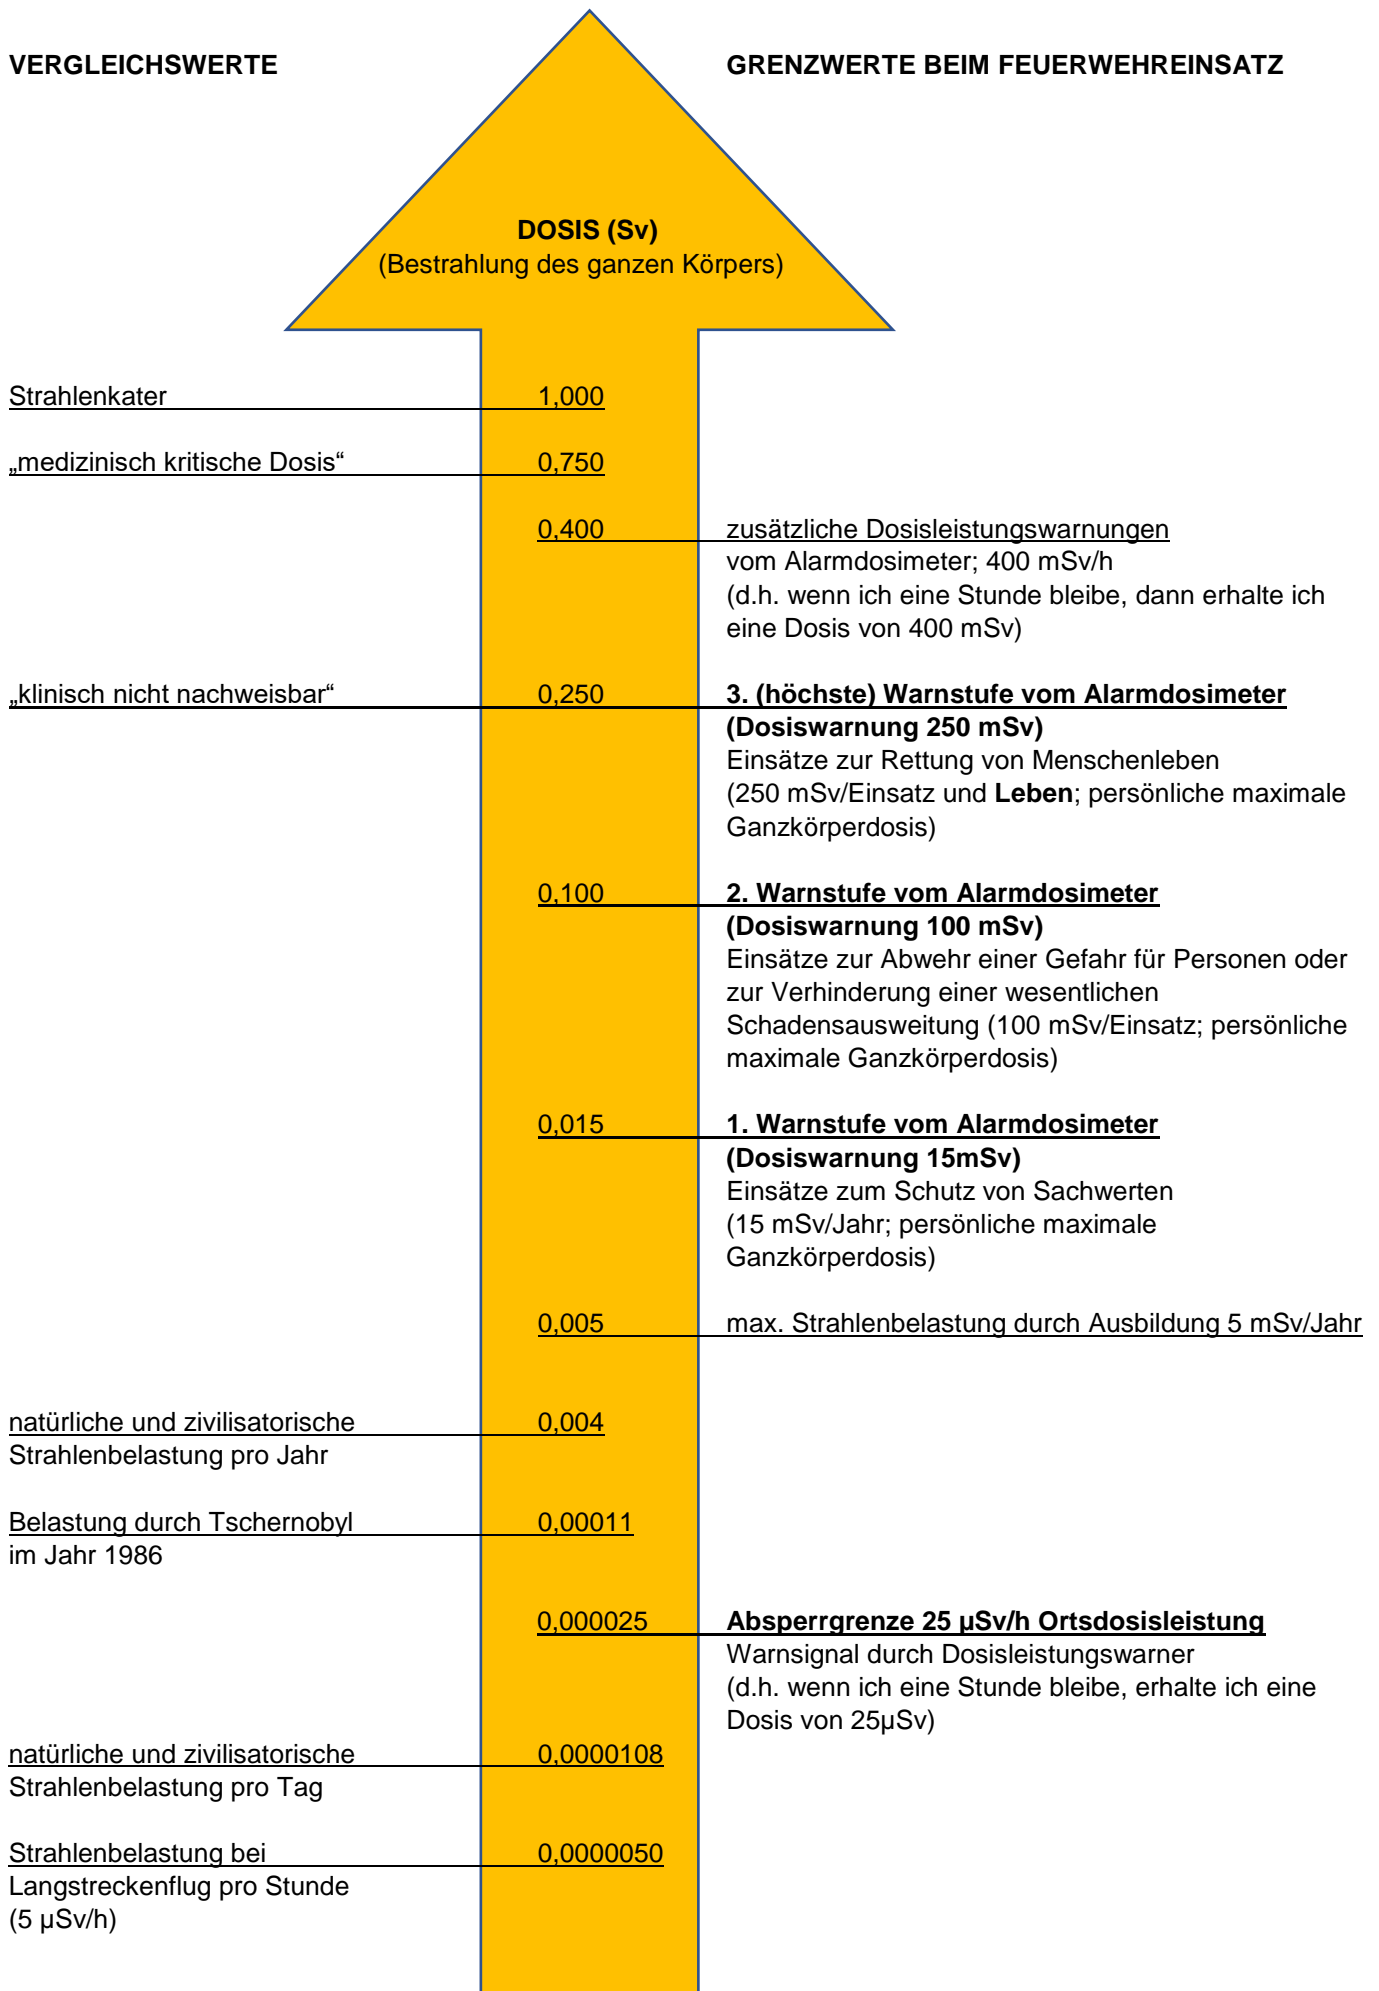 VERGLEICHSWERTE
GRENZWERTE BEIM FEUERWEHREINSATZ
DOSIS (Sv)
(Bestrahlung des ganzen Körpers)
Strahlenkater 1,000
„medizinisch kritische Dosis“ 0,750
0,400 zusätzliche Dosisleistungswarnungen
vom Alarmdosimeter; 400 mSv/h
(d.h. wenn ich eine Stunde bleibe, dann erhalte ich
eine Dosis von 400 mSv)
„klinisch nicht nachweisbar“ 0,250 3. (höchste) Warnstufe vom Alarmdosimeter
(Dosiswarnung 250 mSv)
Einsätze zur Rettung von Menschenleben
(250 mSv/Einsatz und Leben; persönliche maximale
Ganzkörperdosis)
0,100 2. Warnstufe vom Alarmdosimeter
(Dosiswarnung 100 mSv)
Einsätze zur Abwehr einer Gefahr für Personen oder
zur Verhinderung einer wesentlichen
Schadensausweitung (100 mSv/Einsatz; persönliche
maximale Ganzkörperdosis)
0,015 1. Warnstufe vom Alarmdosimeter
(Dosiswarnung 15mSv)
Einsätze zum Schutz von Sachwerten
(15 mSv/Jahr; persönliche maximale
Ganzkörperdosis)
0,005 max. Strahlenbelastung durch Ausbildung 5 mSv/Jahr
natürliche und zivilisatorische 0,004
Strahlenbelastung pro Jahr
Belastung durch Tschernobyl 0,00011
im Jahr 1986
0,000025 Absperrgrenze 25 µSv/h Ortsdosisleistung
Warnsignal durch Dosisleistungswarner
(d.h. wenn ich eine Stunde bleibe, erhalte ich eine
Dosis von 25µSv)
natürliche und zivilisatorische 0,0000108
Strahlenbelastung pro Tag
Strahlenbelastung bei 0,0000050
Langstreckenflug pro Stunde
(5 µSv/h)